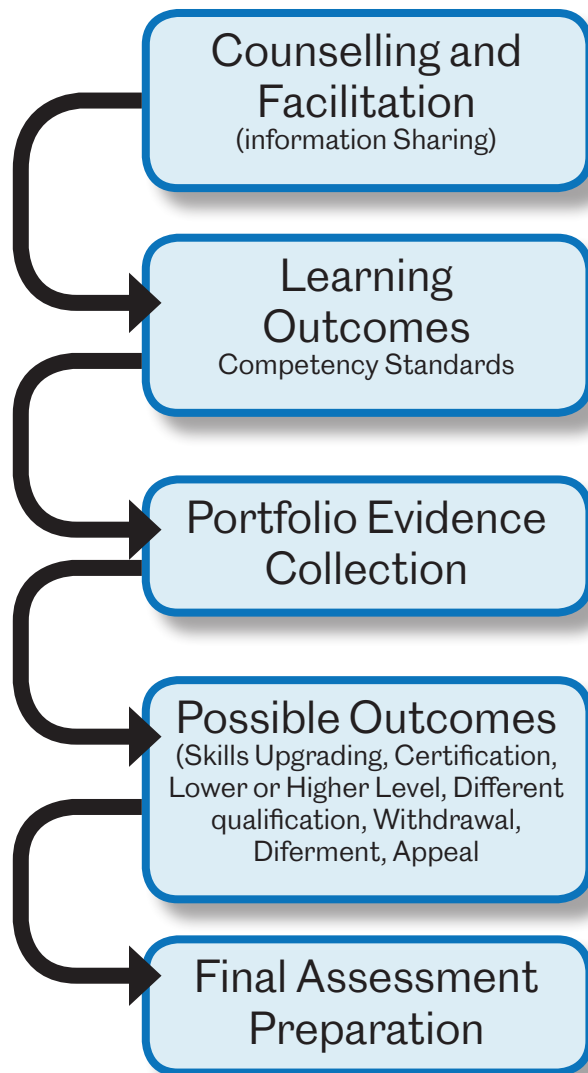 Counselling and
Facilitation
(information Sharing)
Learning
Outcomes
Competency Standards
Portfolio Evidence
Collection
Possible Outcomes
(Skills Upgrading, Certification,
Lower or Higher Level, Different
qualification, Withdrawal,
Diferment, Appeal
Final Assessment
Preparation